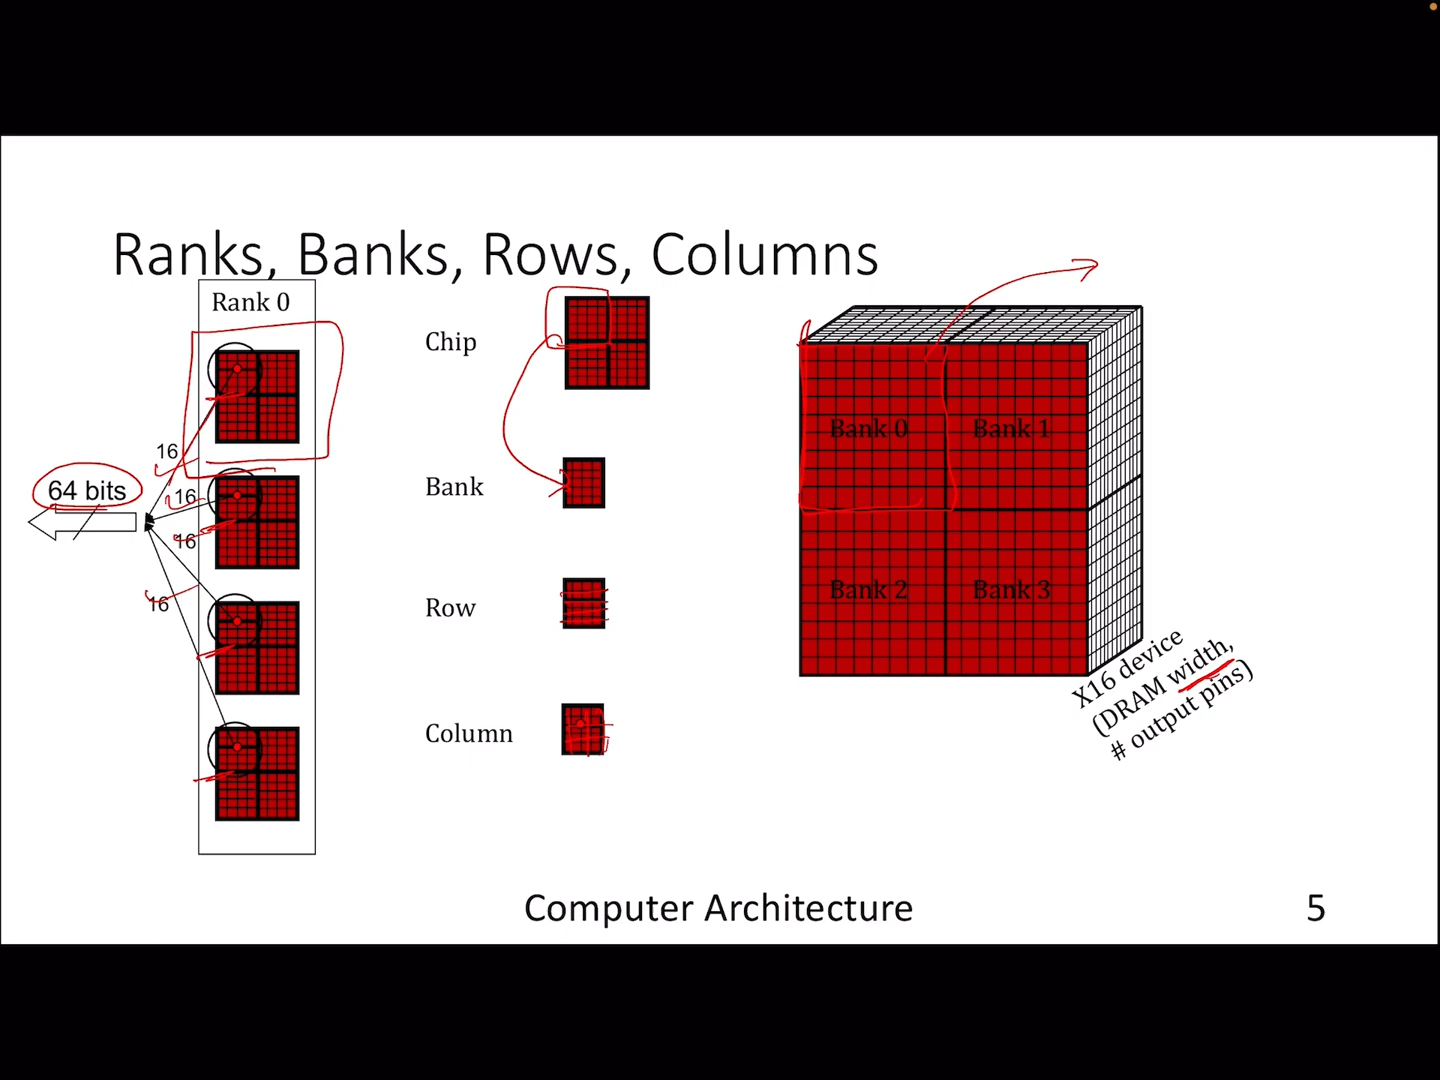 Ranks, Banks, Rows, Columns
Rank 0
16
64 bits
16
16
16
Chip
Bank
Row
Column
Bank 0
Bank 1
Bank 2
Bank 3
X16 device
(DRAM width,
# output pins)
Computer Architecture
5